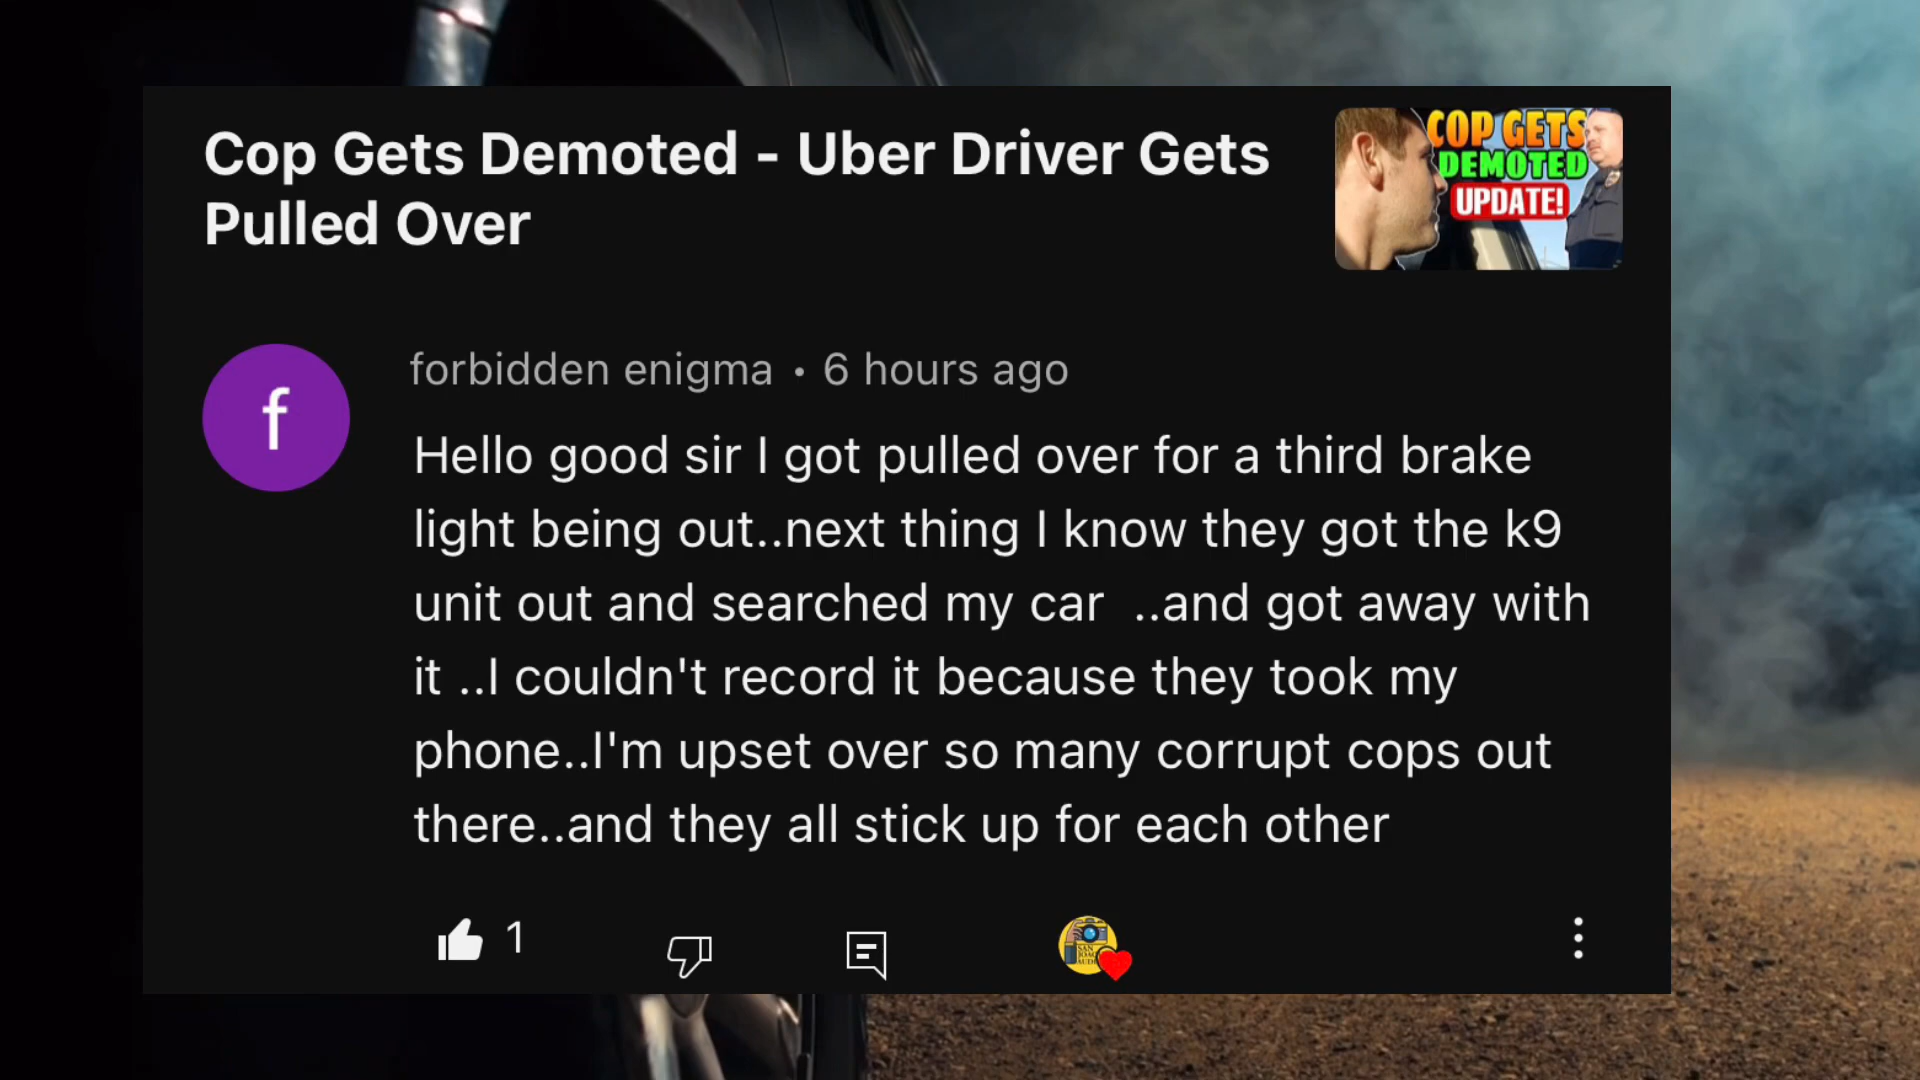 Cop Gets Demoted - Uber Driver Gets
Pulled Over
COP GETS
DEMOTED
UPDATE!
f
forbidden enigma • 6 hours ago
Hello good sir I got pulled over for a third brake
light being out..next thing I know they got the k9
unit out and searched my car ..and got away with
it ..I couldn't record it because they took my
phone..I'm upset over so many corrupt cops out
there..and they all stick up for each other
1
SAN